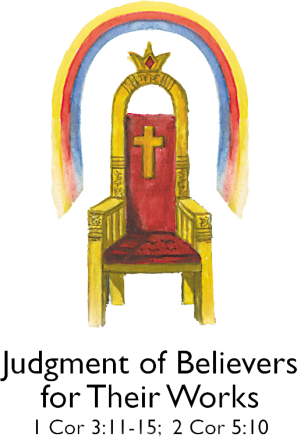 Judgment of Believers
for Their Works
1 Cor 3:11-15; 2 Cor 5:10